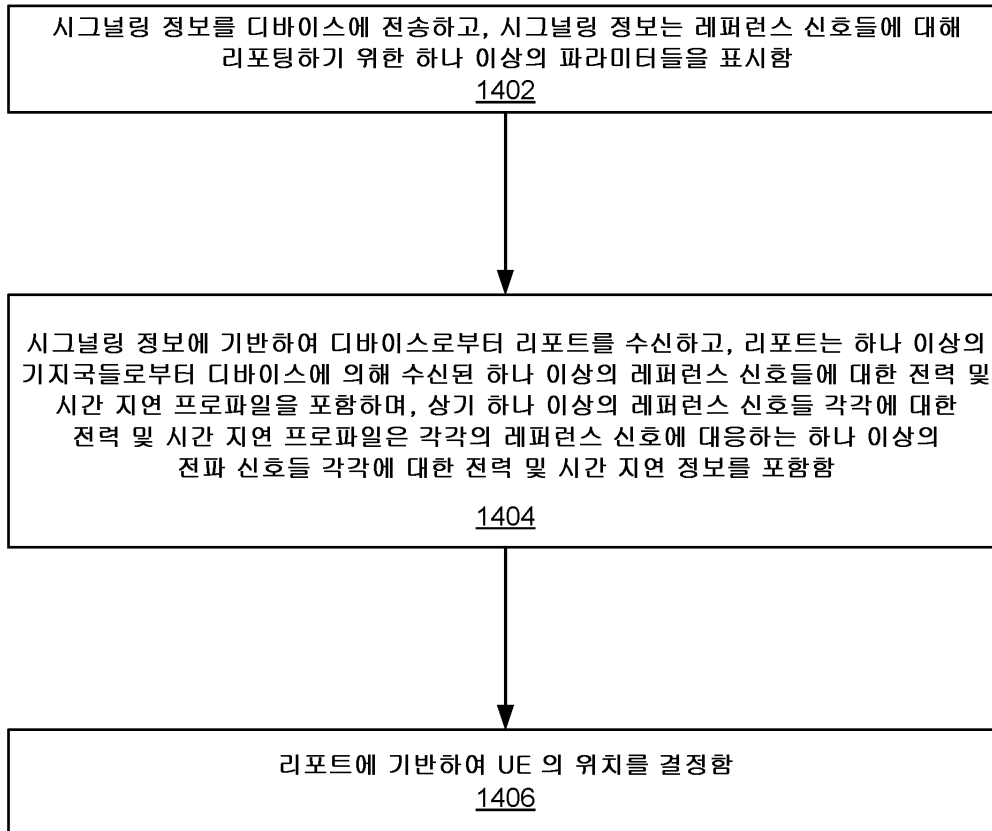 시그널링 정보를 디바이스에 전송하고, 시그널링 정보는 레퍼런스 신호들에 대해
리포팅하기 위한 하나 이상의 파라미터들을 표시함
1402
시그널링 정보에 기반하여 디바이스로부터 리포트를 수신하고, 리포트는 하나 이상의
기지국들로부터 디바이스에 의해 수신된 하나 이상의 레퍼런스 신호들에 대한 전력 및
시간 지연 프로파일을 포함하며, 상기 하나 이상의 레퍼런스 신호들 각각에 대한
전력 및 시간 지연 프로파일은 각각의 레퍼런스 신호에 대응하는 하나 이상의
전파 신호들 각각에 대한 전력 및 시간 지연 정보를 포함함
1404
리포트에 기반하여 UE 의 위치를 결정함
1406